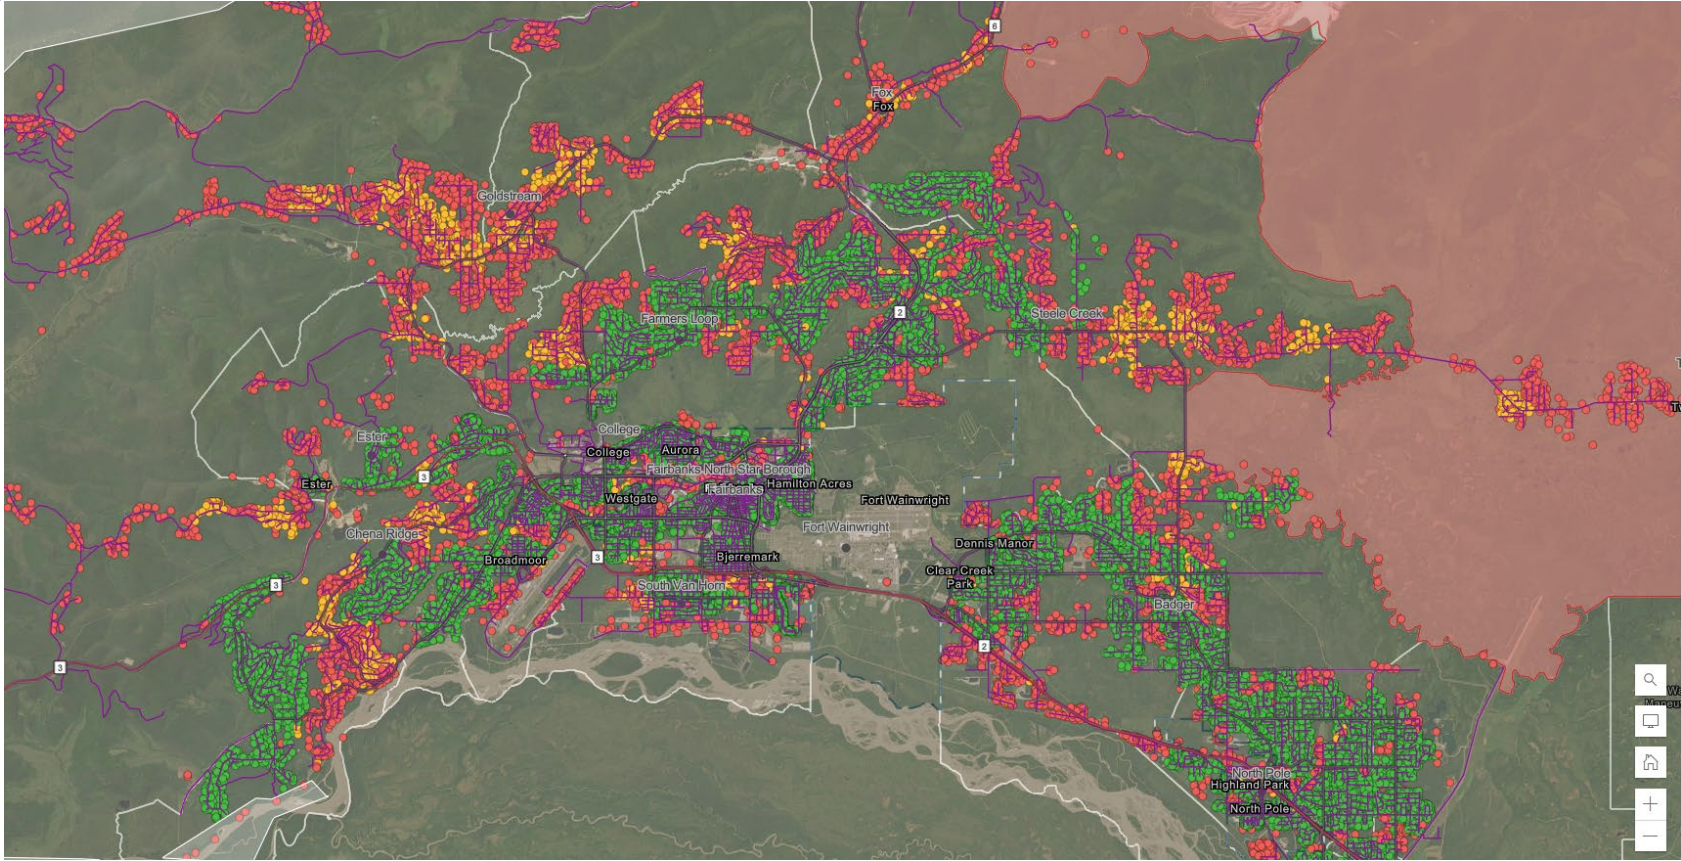 6
Fox
Fox
Goldstream
2
Steele Creek
Farmers Loop
Ester
College
College
Aurora
Fairbanks North Star Borough
3
Ester
Westgate
Fairbanks
Hamilton Acres
Fort Wainwright
Fort Wainwright
Chena Ridge
Dennis Manor
Broadmoor
3
Bjerremark
Clear Creek
Park
3
South Van Horn
Badger
2
3
North Pole
Highland Park
North Pole